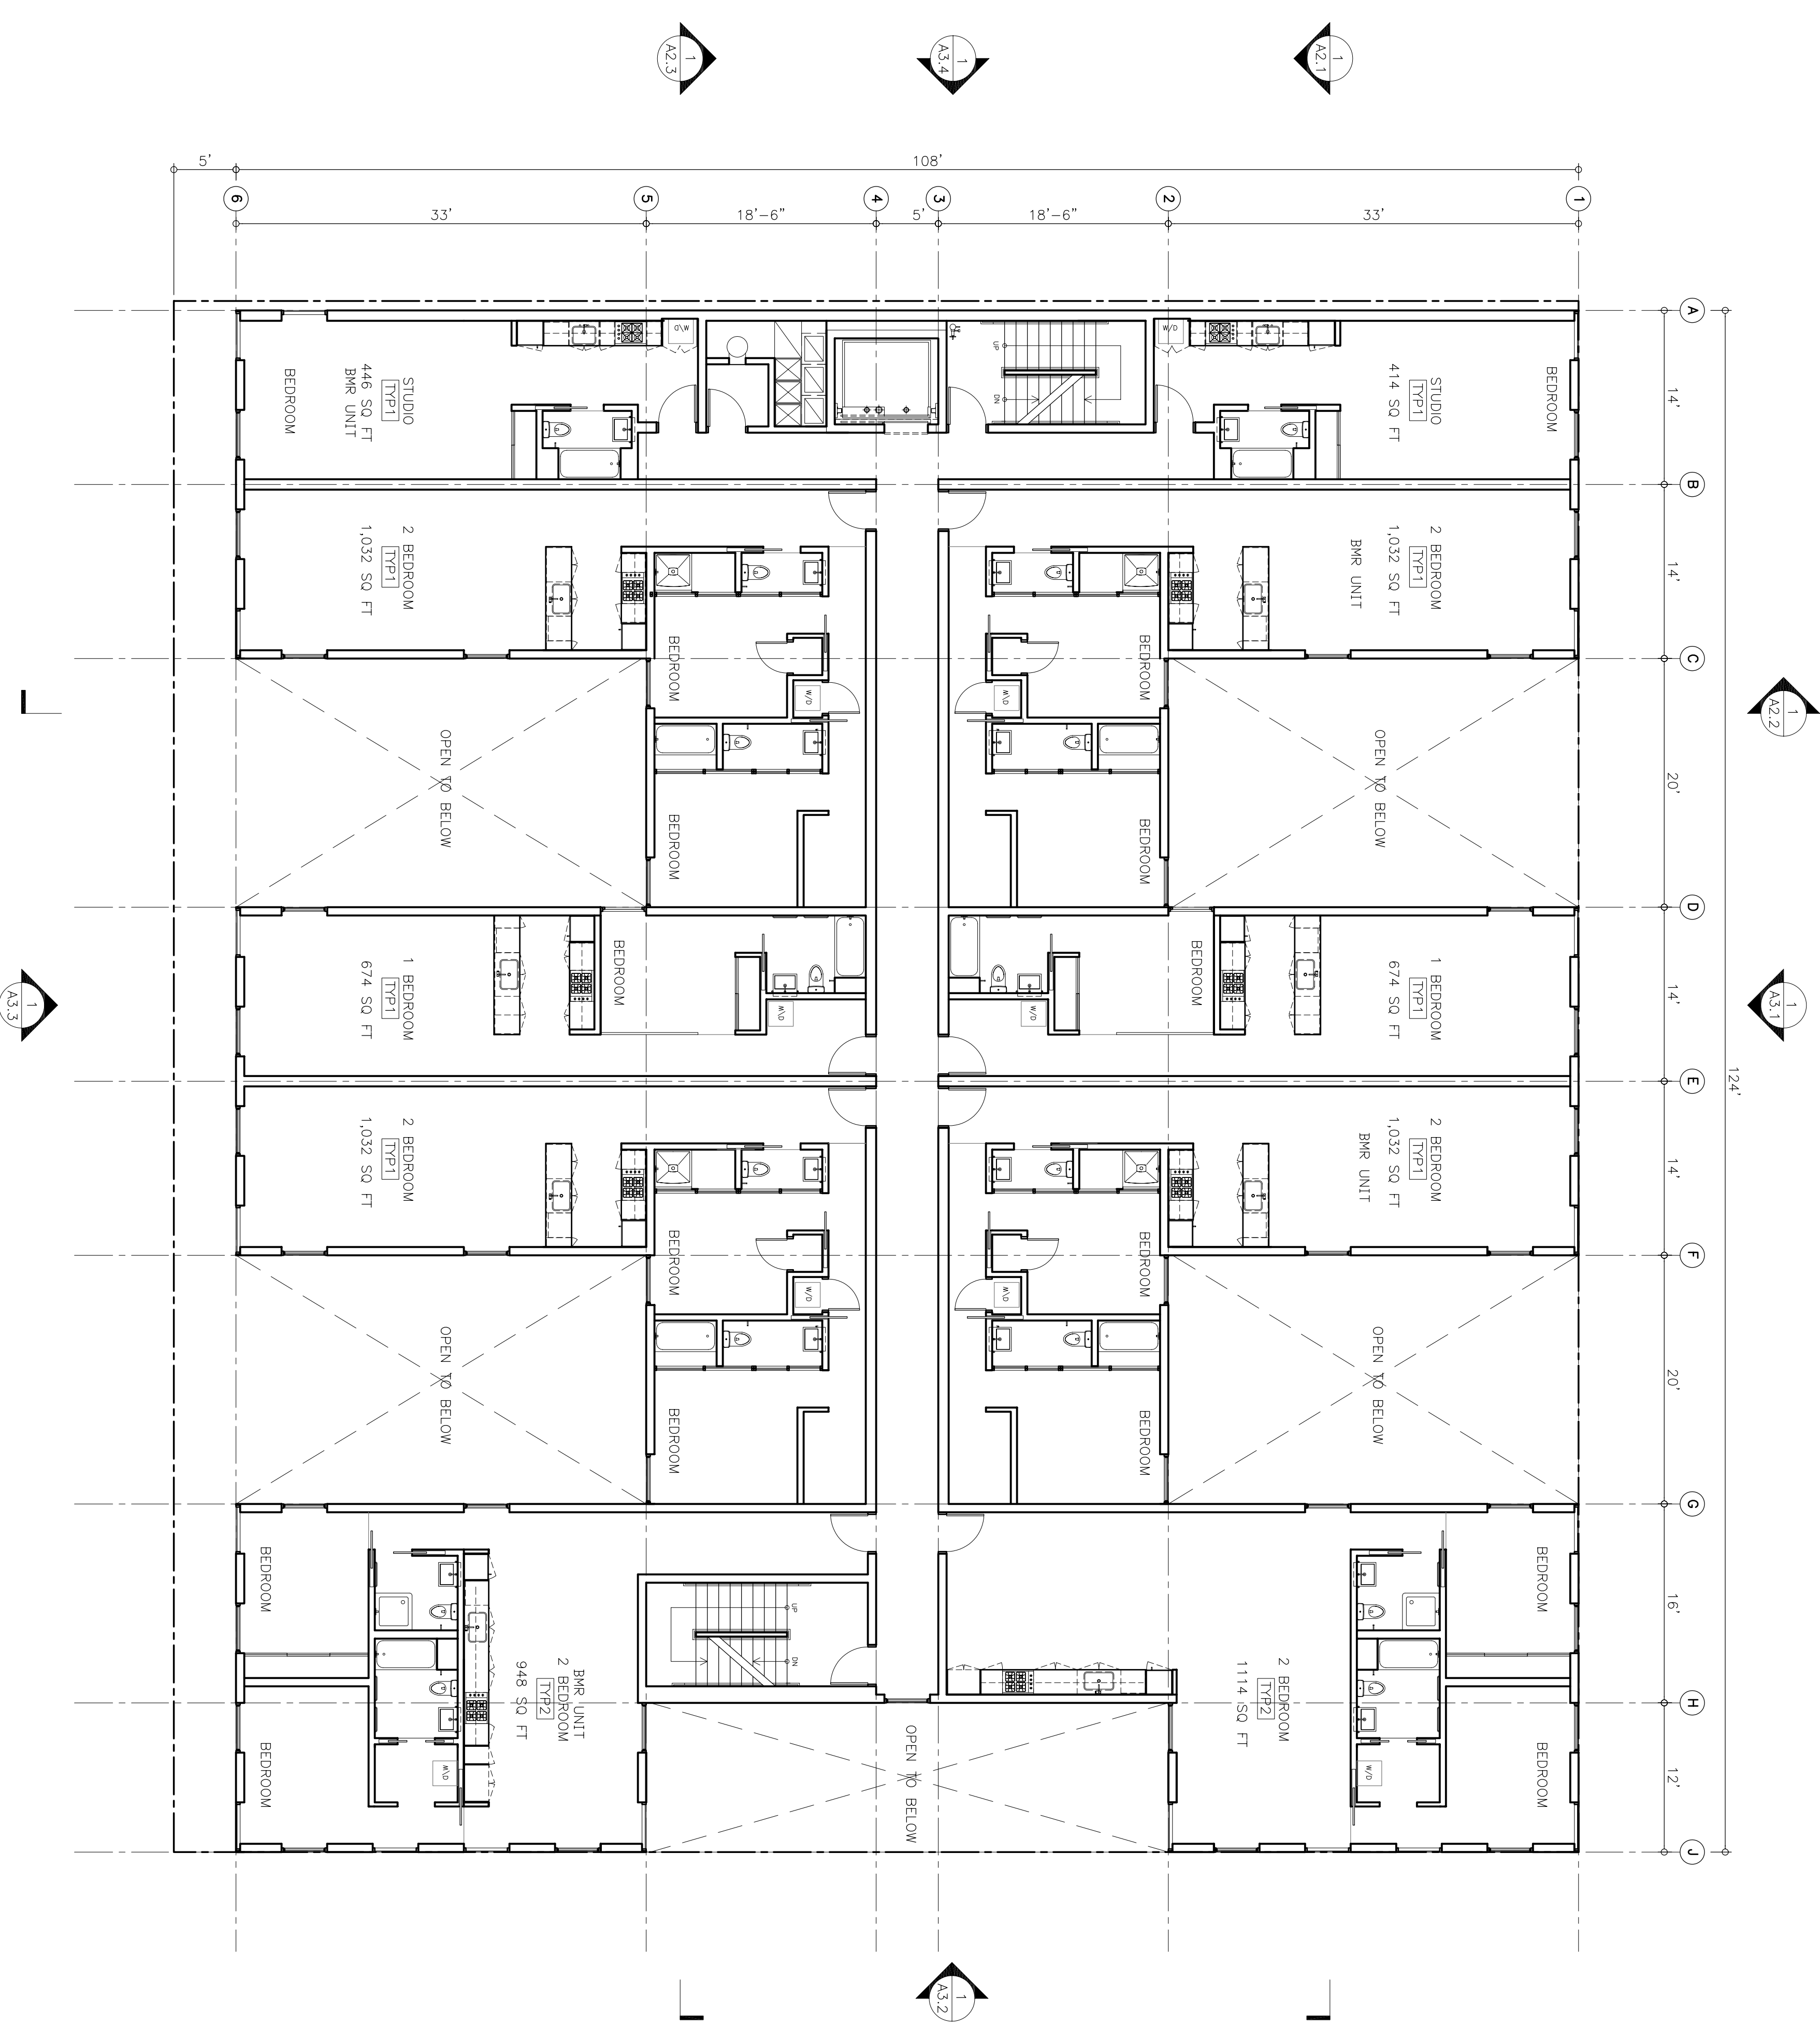 1
A2.3
1
A3.4
1
A2.1
5'
108'
6
5
4
3
2
1
33'
18'-6"
5'
18'-6"
33'
A
14'
B
14'
C
20'
D
14'
E
14'
F
20'
G
16'
H
12'
J
124'
1
A2.2
1
A3.1
1
A3.3
1
A3.2
BEDROOM
STUDIO
TYP1
446 SQ FT
BMR UNIT
W/D
UP
DN
W/D
STUDIO
TYP1
414 SQ FT
BEDROOM
2 BEDROOM
TYP1
1,032 SQ FT
BEDROOM
W/D
BEDROOM
OPEN TO BELOW
2 BEDROOM
TYP1
1,032 SQ FT
BMR UNIT
BEDROOM
W/D
BEDROOM
OPEN TO BELOW
1 BEDROOM
TYP1
674 SQ FT
BEDROOM
W/D
1 BEDROOM
TYP1
674 SQ FT
BEDROOM
W/D
2 BEDROOM
TYP1
1,032 SQ FT
BEDROOM
W/D
BEDROOM
OPEN TO BELOW
2 BEDROOM
TYP1
1,032 SQ FT
BMR UNIT
BEDROOM
W/D
BEDROOM
OPEN TO BELOW
BEDROOM
BEDROOM
W/D
BMR UNIT
2 BEDROOM
TYP2
948 SQ FT
UP
DN
OPEN TO BELOW
2 BEDROOM
TYP2
1114 SQ FT
W/D
BEDROOM
BEDROOM